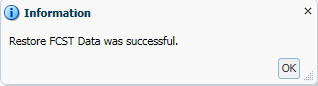 Information
Restore FCST Data was successful.
OK